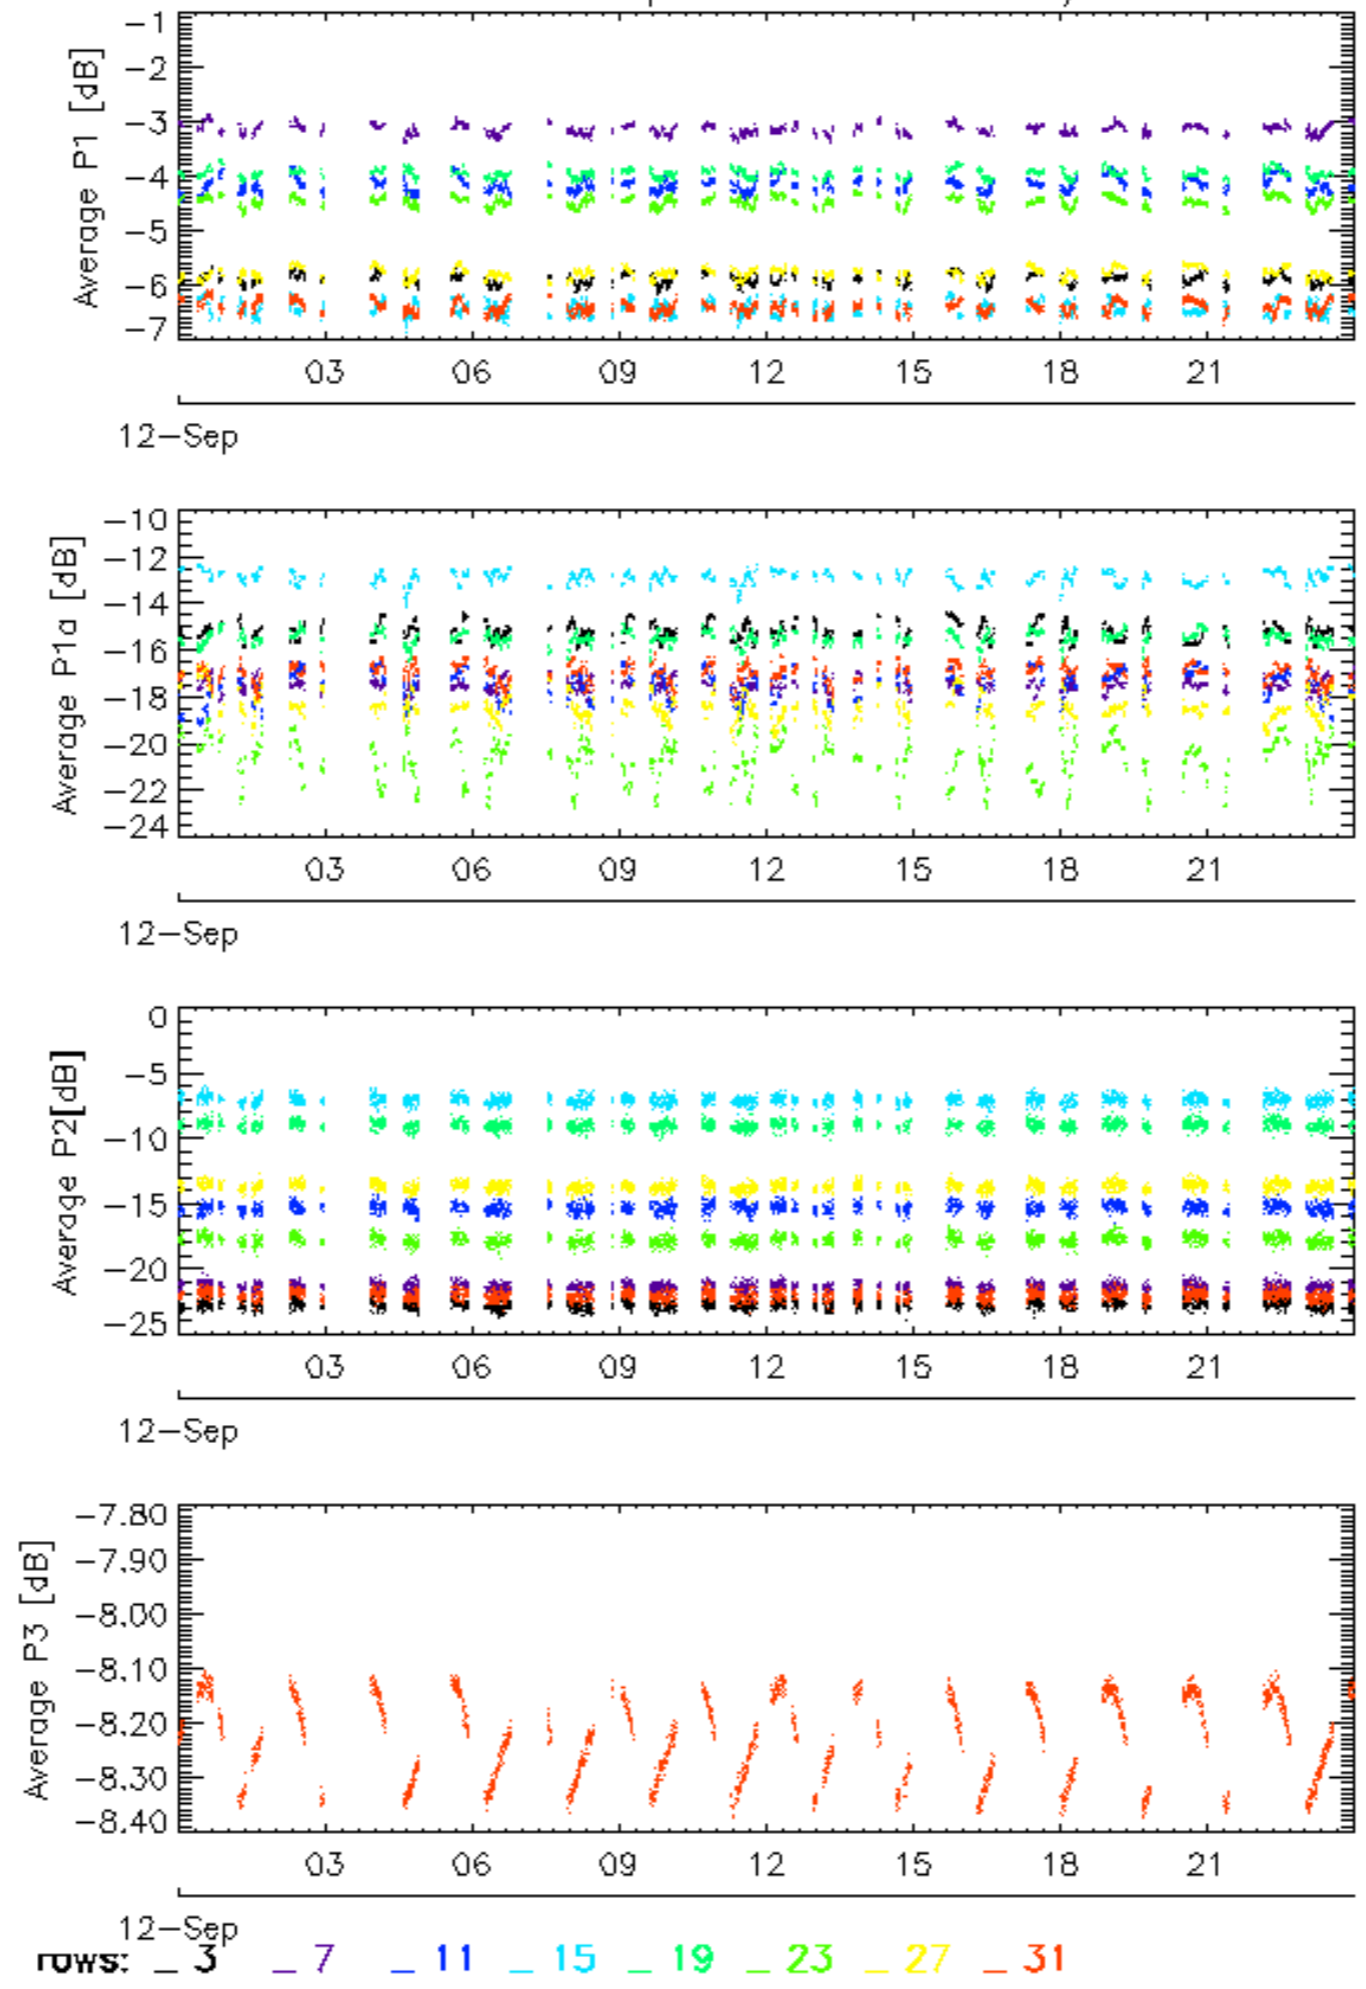 Average P1 [dB]
-1
-2
-3
-4
-5
-6
-7
03 06 09 12 15 18 21
12-Sep
Average P1a [dB]
-10
-12
-14
-16
-18
-20
-22
-24
03 06 09 12 15 18 21
12-Sep
Average P2[dB]
0
-5
-10
-15
-20
-25
03 06 09 12 15 18 21
12-Sep
Average P3 [dB]
-7.80
-7.90
-8.00
-8.10
-8.20
-8.30
-8.40
03 06 09 12 15 18 21
12-Sep
rows: _ 3 _ 7 _ 11 _ 15 _ 19 _ 23 _ 27 _ 31